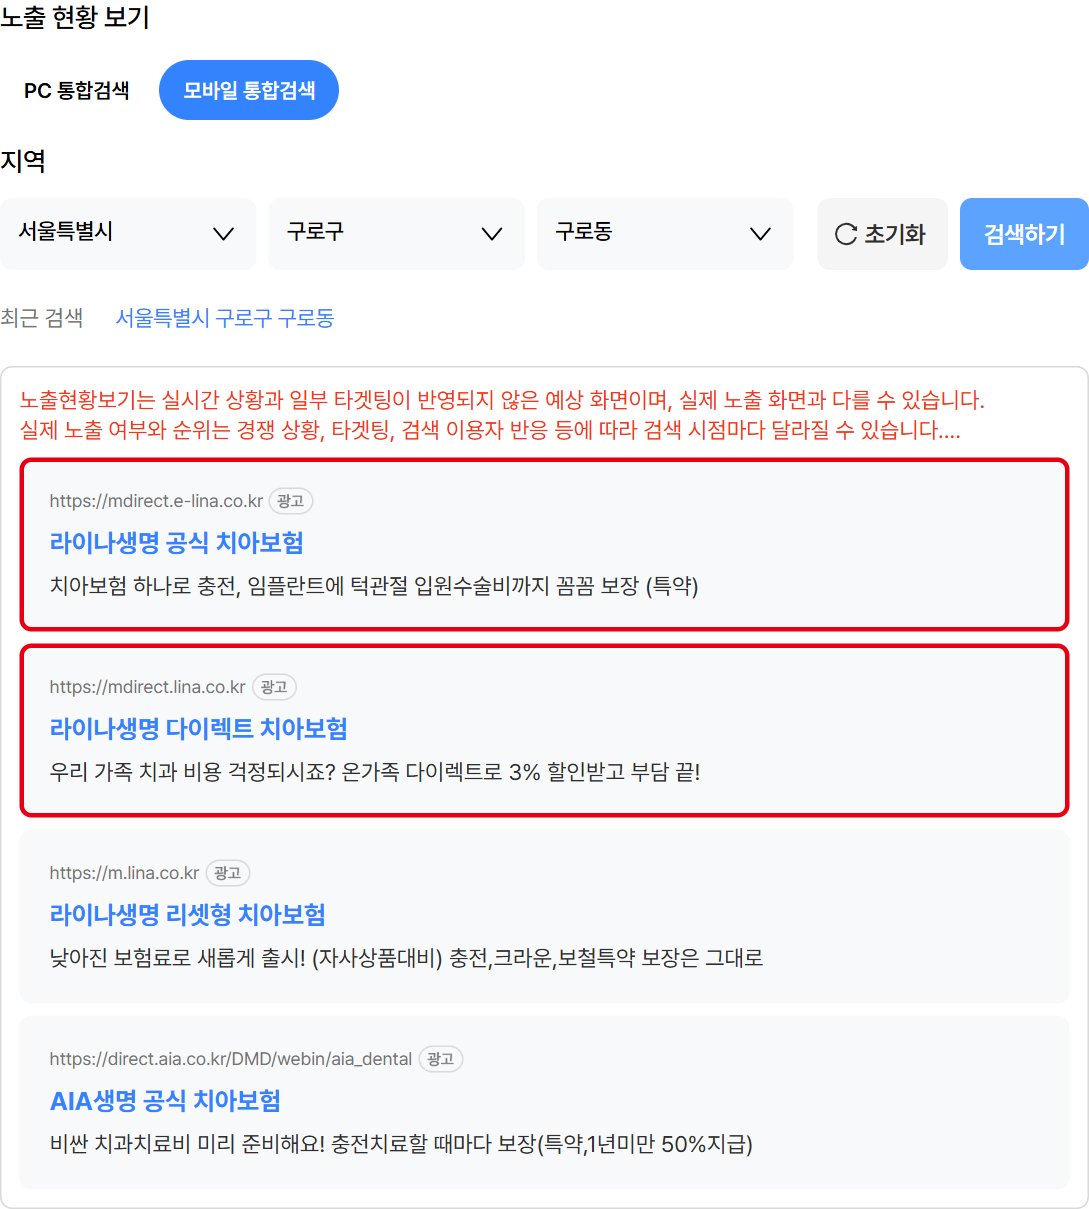 노출 현황 보기
PC 통합검색
모바일 통합검색
지역
서울특별시
구로구
구로동
초기화
검색하기
최근 검색
서울특별시 구로구 구로동
노출현황보기는 실시간 상황과 일부 타겟팅이 반영되지 않은 예상 화면이며, 실제 노출 화면과 다를 수 있습니다.
실제 노출 여부와 순위는 경쟁 상황, 타겟팅, 검색 이용자 반응 등에 따라 검색 시점마다 달라질 수 있습니다....
https://mdirect.e-lina.co.kr 광고
라이나생명 공식 치아보험
치아보험 하나로 충전, 임플란트에 턱관절 입원수술비까지 꼼꼼 보장 (특약)
https://mdirect.lina.co.kr 광고
라이나생명 다이렉트 치아보험
우리 가족 치과 비용 걱정되시죠? 온가족 다이렉트로 3% 할인받고 부담 끝!
https://m.lina.co.kr 광고
라이나생명 리셋형 치아보험
낮아진 보험료로 새롭게 출시! (자사상품대비) 충전,크라운,보철특약 보장은 그대로
https://direct.aia.co.kr/DMD/webin/aia_dental 광고
AIA생명 공식 치아보험
비싼 치과치료비 미리 준비해요! 충전치료할 때마다 보장(특약,1년미만 50%지급)